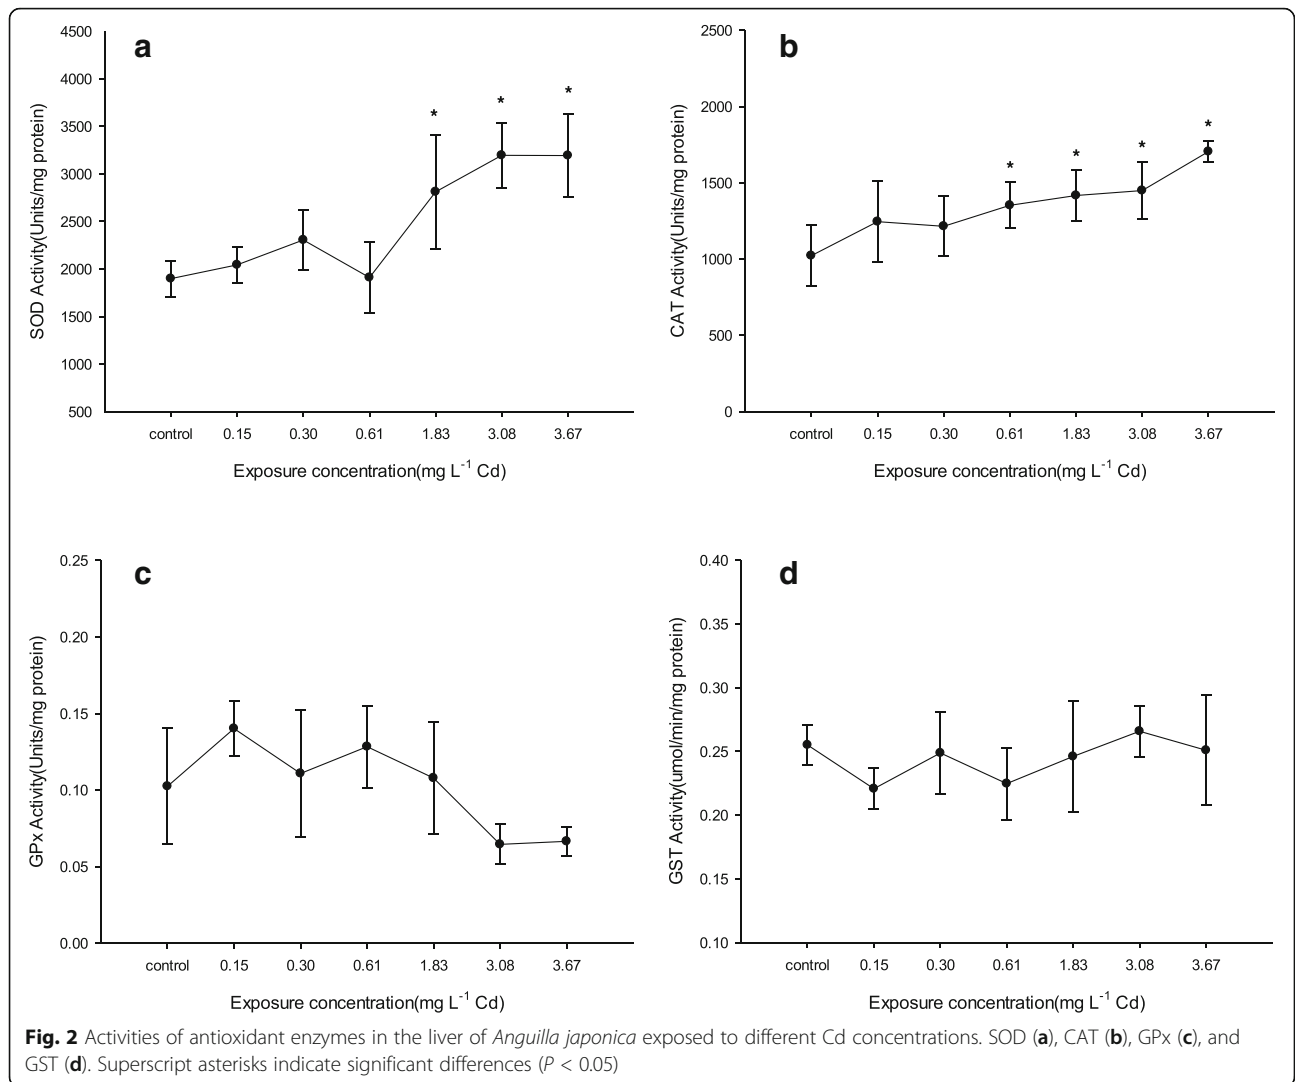 a
4500
4000
3500
3000
2500
2000
1500
1000
500
SOD Activity(Units/mg protein)
* * *
control 0.15 0.30 0.61 1.83 3.08 3.67
Exposure concentration(mg L⁻¹ Cd)
b
2500
2000
1500
1000
500
0
CAT Activity(Units/mg protein)
* * * *
control 0.15 0.30 0.61 1.83 3.08 3.67
Exposure concentration(mg L⁻¹ Cd)
c
0.25
0.20
0.15
0.10
0.05
0.00
GPx Activity(Units/mg protein)
control 0.15 0.30 0.61 1.83 3.08 3.67
Exposure concentration(mg L⁻¹ Cd)
d
0.40
0.35
0.30
0.25
0.20
0.15
0.10
GST Activity(umol/min/mg protein)
control 0.15 0.30 0.61 1.83 3.08 3.67
Exposure concentration(mg L⁻¹ Cd)
Fig. 2 Activities of antioxidant enzymes in the liver of Anguilla japonica exposed to different Cd concentrations. SOD (a), CAT (b), GPx (c), and
GST (d). Superscript asterisks indicate significant differences (P < 0.05)